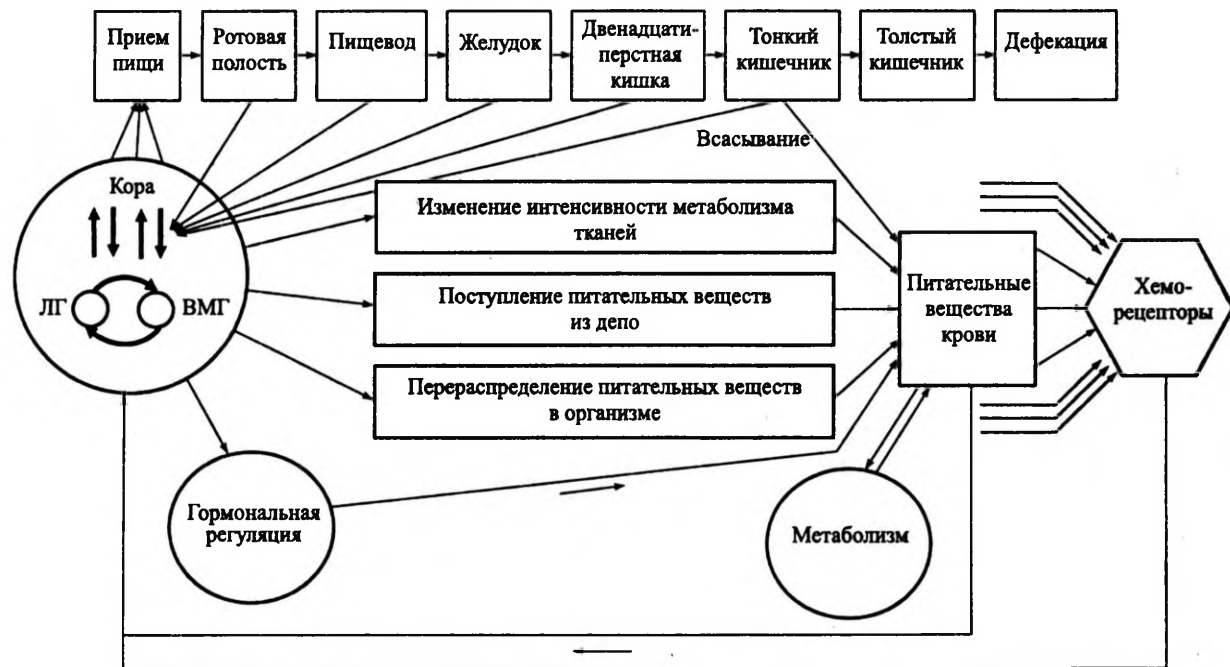 Прием
пищи
Ротовая
полость
Пищевод
Желудок
Двенадцати-
перстная
кишка
Тонкий
кишечник
Толстый
кишечник
Дефекация
Всасывание
Кора
ЛГ
ВМГ
Изменение интенсивности метаболизма
тканей
Поступление питательных веществ
из депо
Перераспределение питательных веществ
в организме
Питательные
вещества
крови
Хемо-
рецепторы
Гормональная
регуляция
Метаболизм